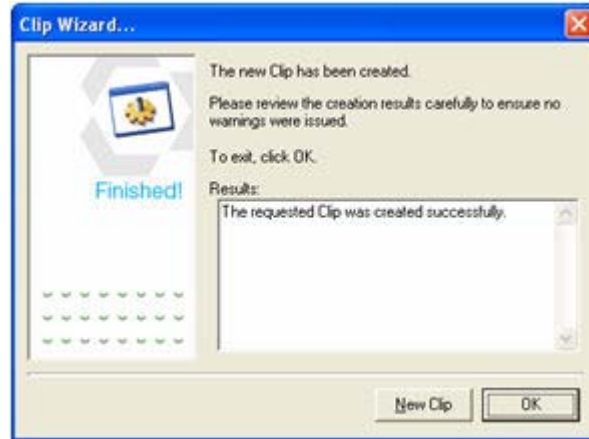 Clip Wizard...
The new Clip has been created.
Please review the creation results carefully to ensure no
warnings were issued.
To exit, click OK.
Finished!
Results:
The requested Clip was created successfully.
New Clip
OK